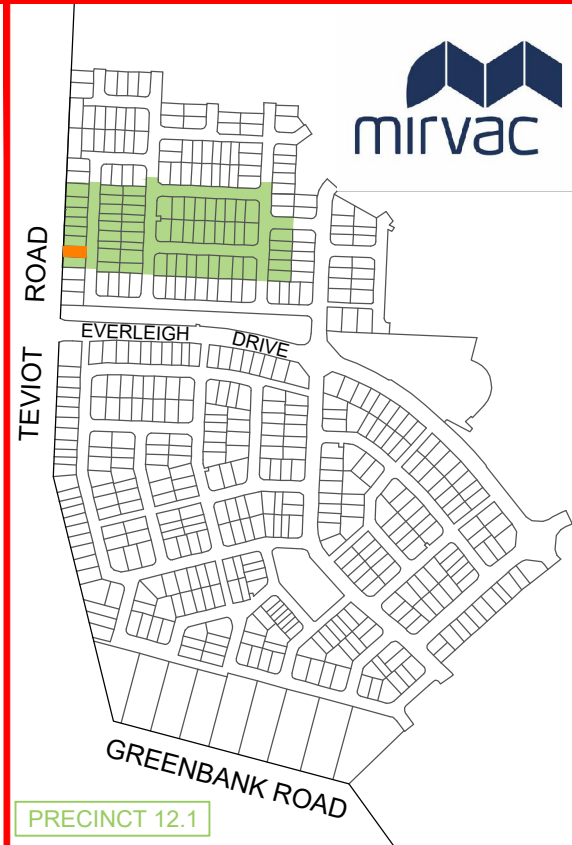 mirvac
TEVIOT ROAD
EVERLEIGH DRIVE
GREENBANK ROAD
PRECINCT 12.1